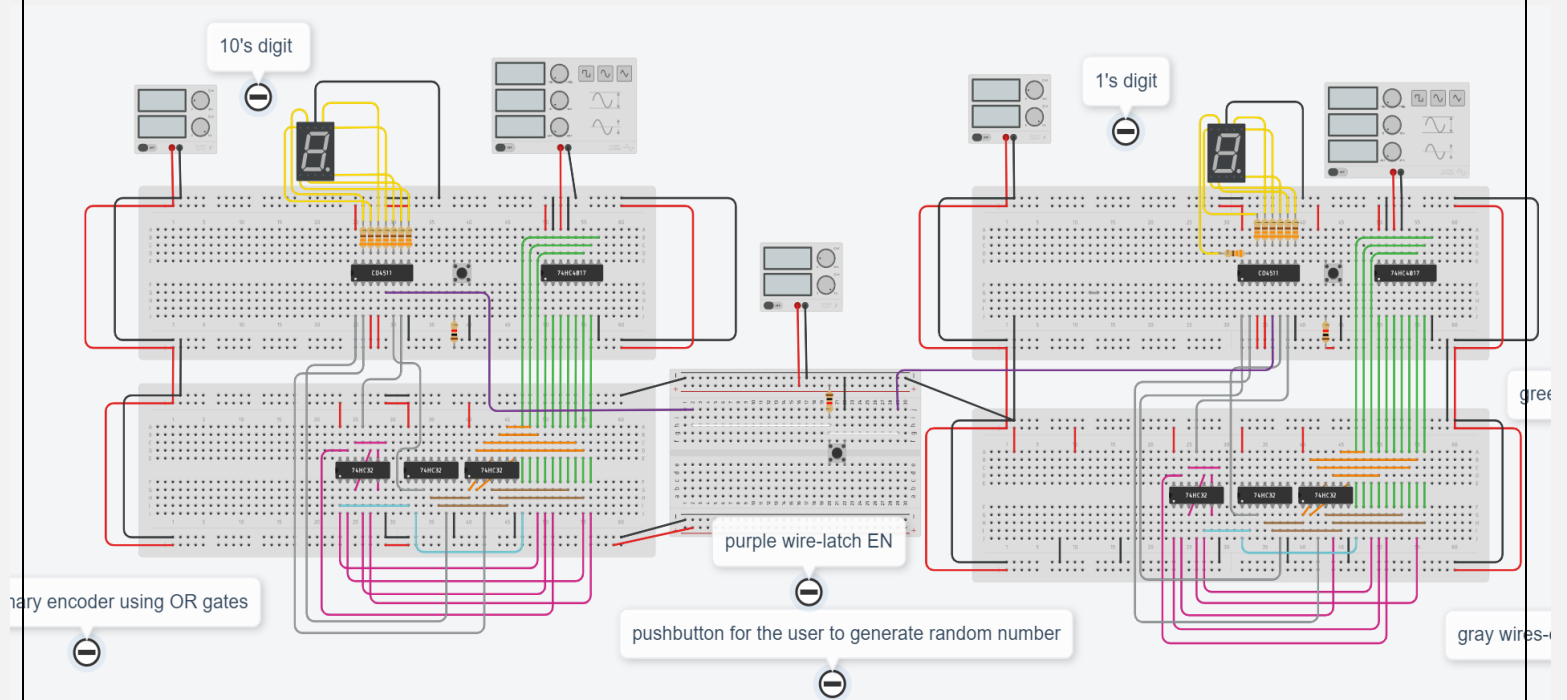 10's digit
1's digit
CD4511
74HC4017
CD4511
74HC4017
gree
74HC32
74HC32
74HC32
74HC32
74HC32
74HC32
purple wire-latch EN
nary encoder using OR gates
pushbutton for the user to generate random number
gray wires-